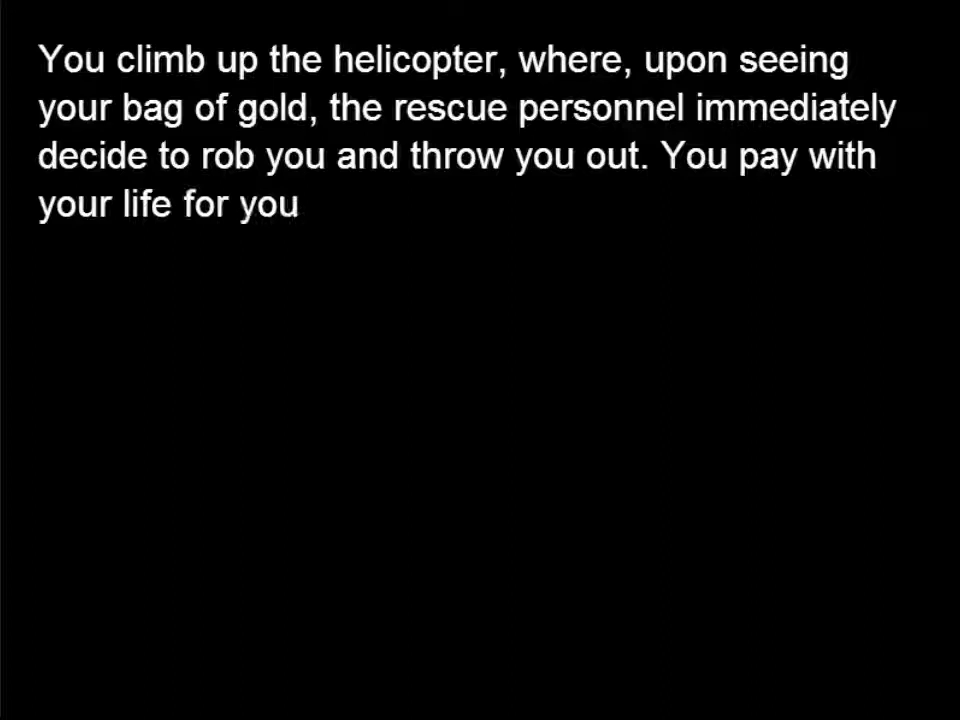 You climb up the helicopter, where, upon seeing
your bag of gold, the rescue personnel immediately
decide to rob you and throw you out. You pay with
your life for you